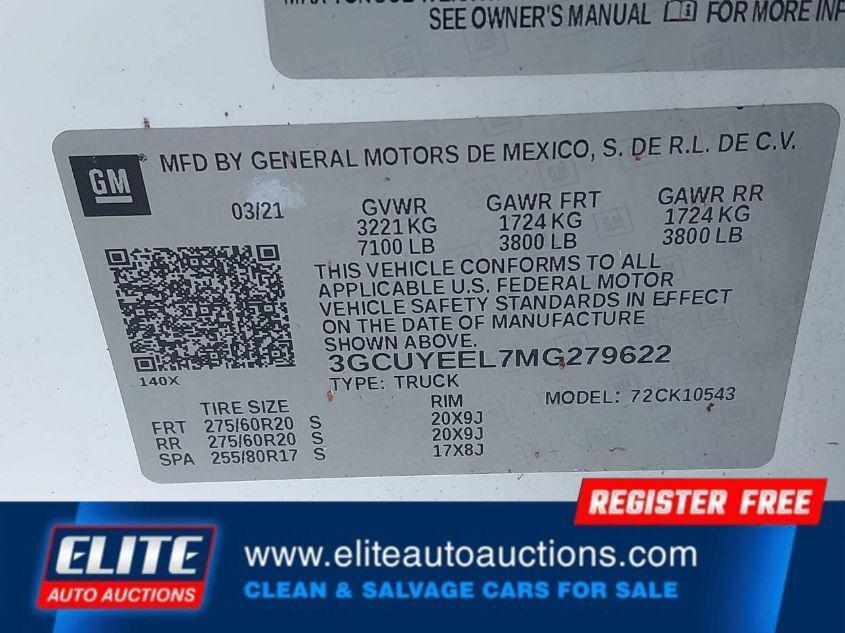 SEE OWNER'S MANUAL FOR MORE INF
GM
MFD BY GENERAL MOTORS DE MEXICO, S. DE R.L. DE C.V.
03/21 GVWR GAWR FRT GAWR RR
3221 KG 1724 KG 1724 KG
7100 LB 3800 LB 3800 LB
THIS VEHICLE CONFORMS TO ALL
APPLICABLE U.S. FEDERAL MOTOR
VEHICLE SAFETY STANDARDS IN EFFECT
ON THE DATE OF MANUFACTURE
SHOWN ABOVE.
3GCUYEEL7MG279622
140X
TYPE: TRUCK MODEL: 72CK10543
TIRE SIZE RIM
FRT 275/60R20 S 20X9J
RR 275/60R20 S 20X9J
SPA 255/80R17 S 17X8J
REGISTER FREE
ELITE
AUTO AUCTIONS
www.eliteautoauctions.com
CLEAN & SALVAGE CARS FOR SALE